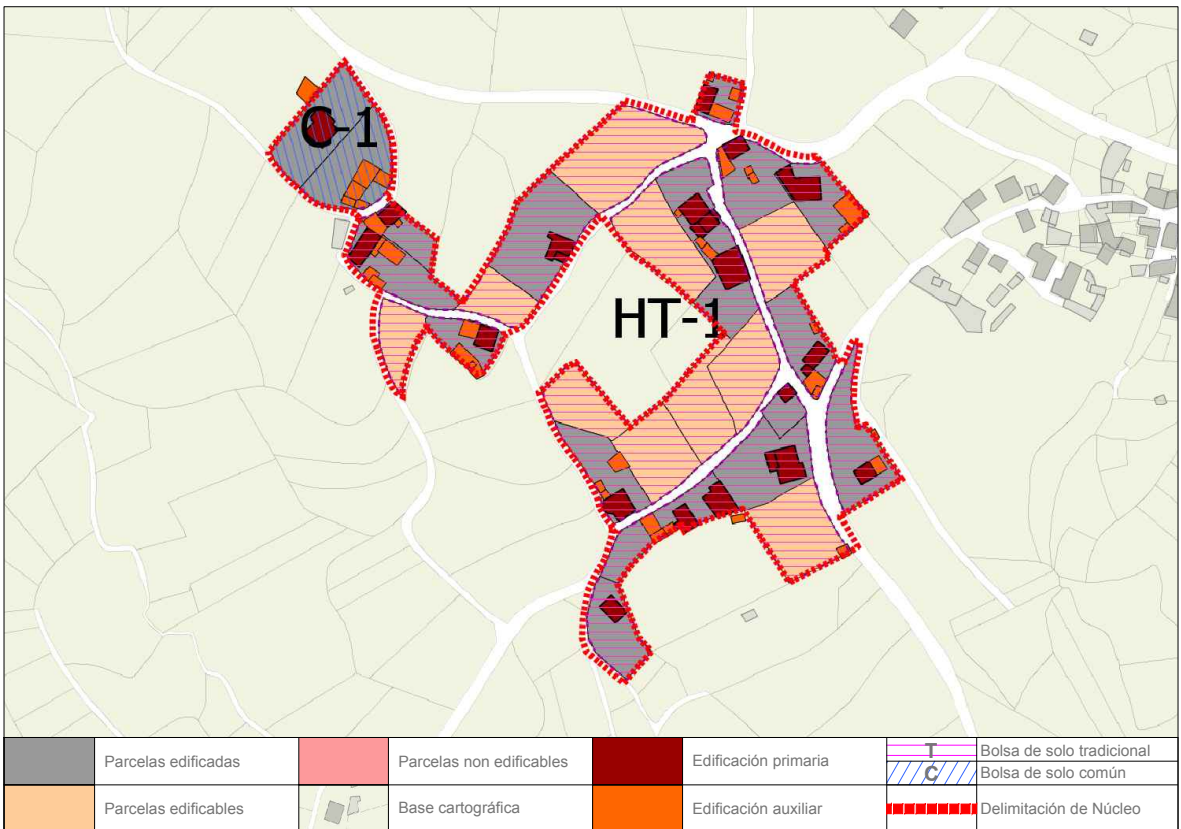 C-1
HT-1
Parcelas edificadas
Parcelas non edificables
Edificación primaria
T
Bolsa de solo tradicional
C
Bolsa de solo común
Parcelas edificables
Base cartográfica
Edificación auxiliar
Delimitación de Núcleo